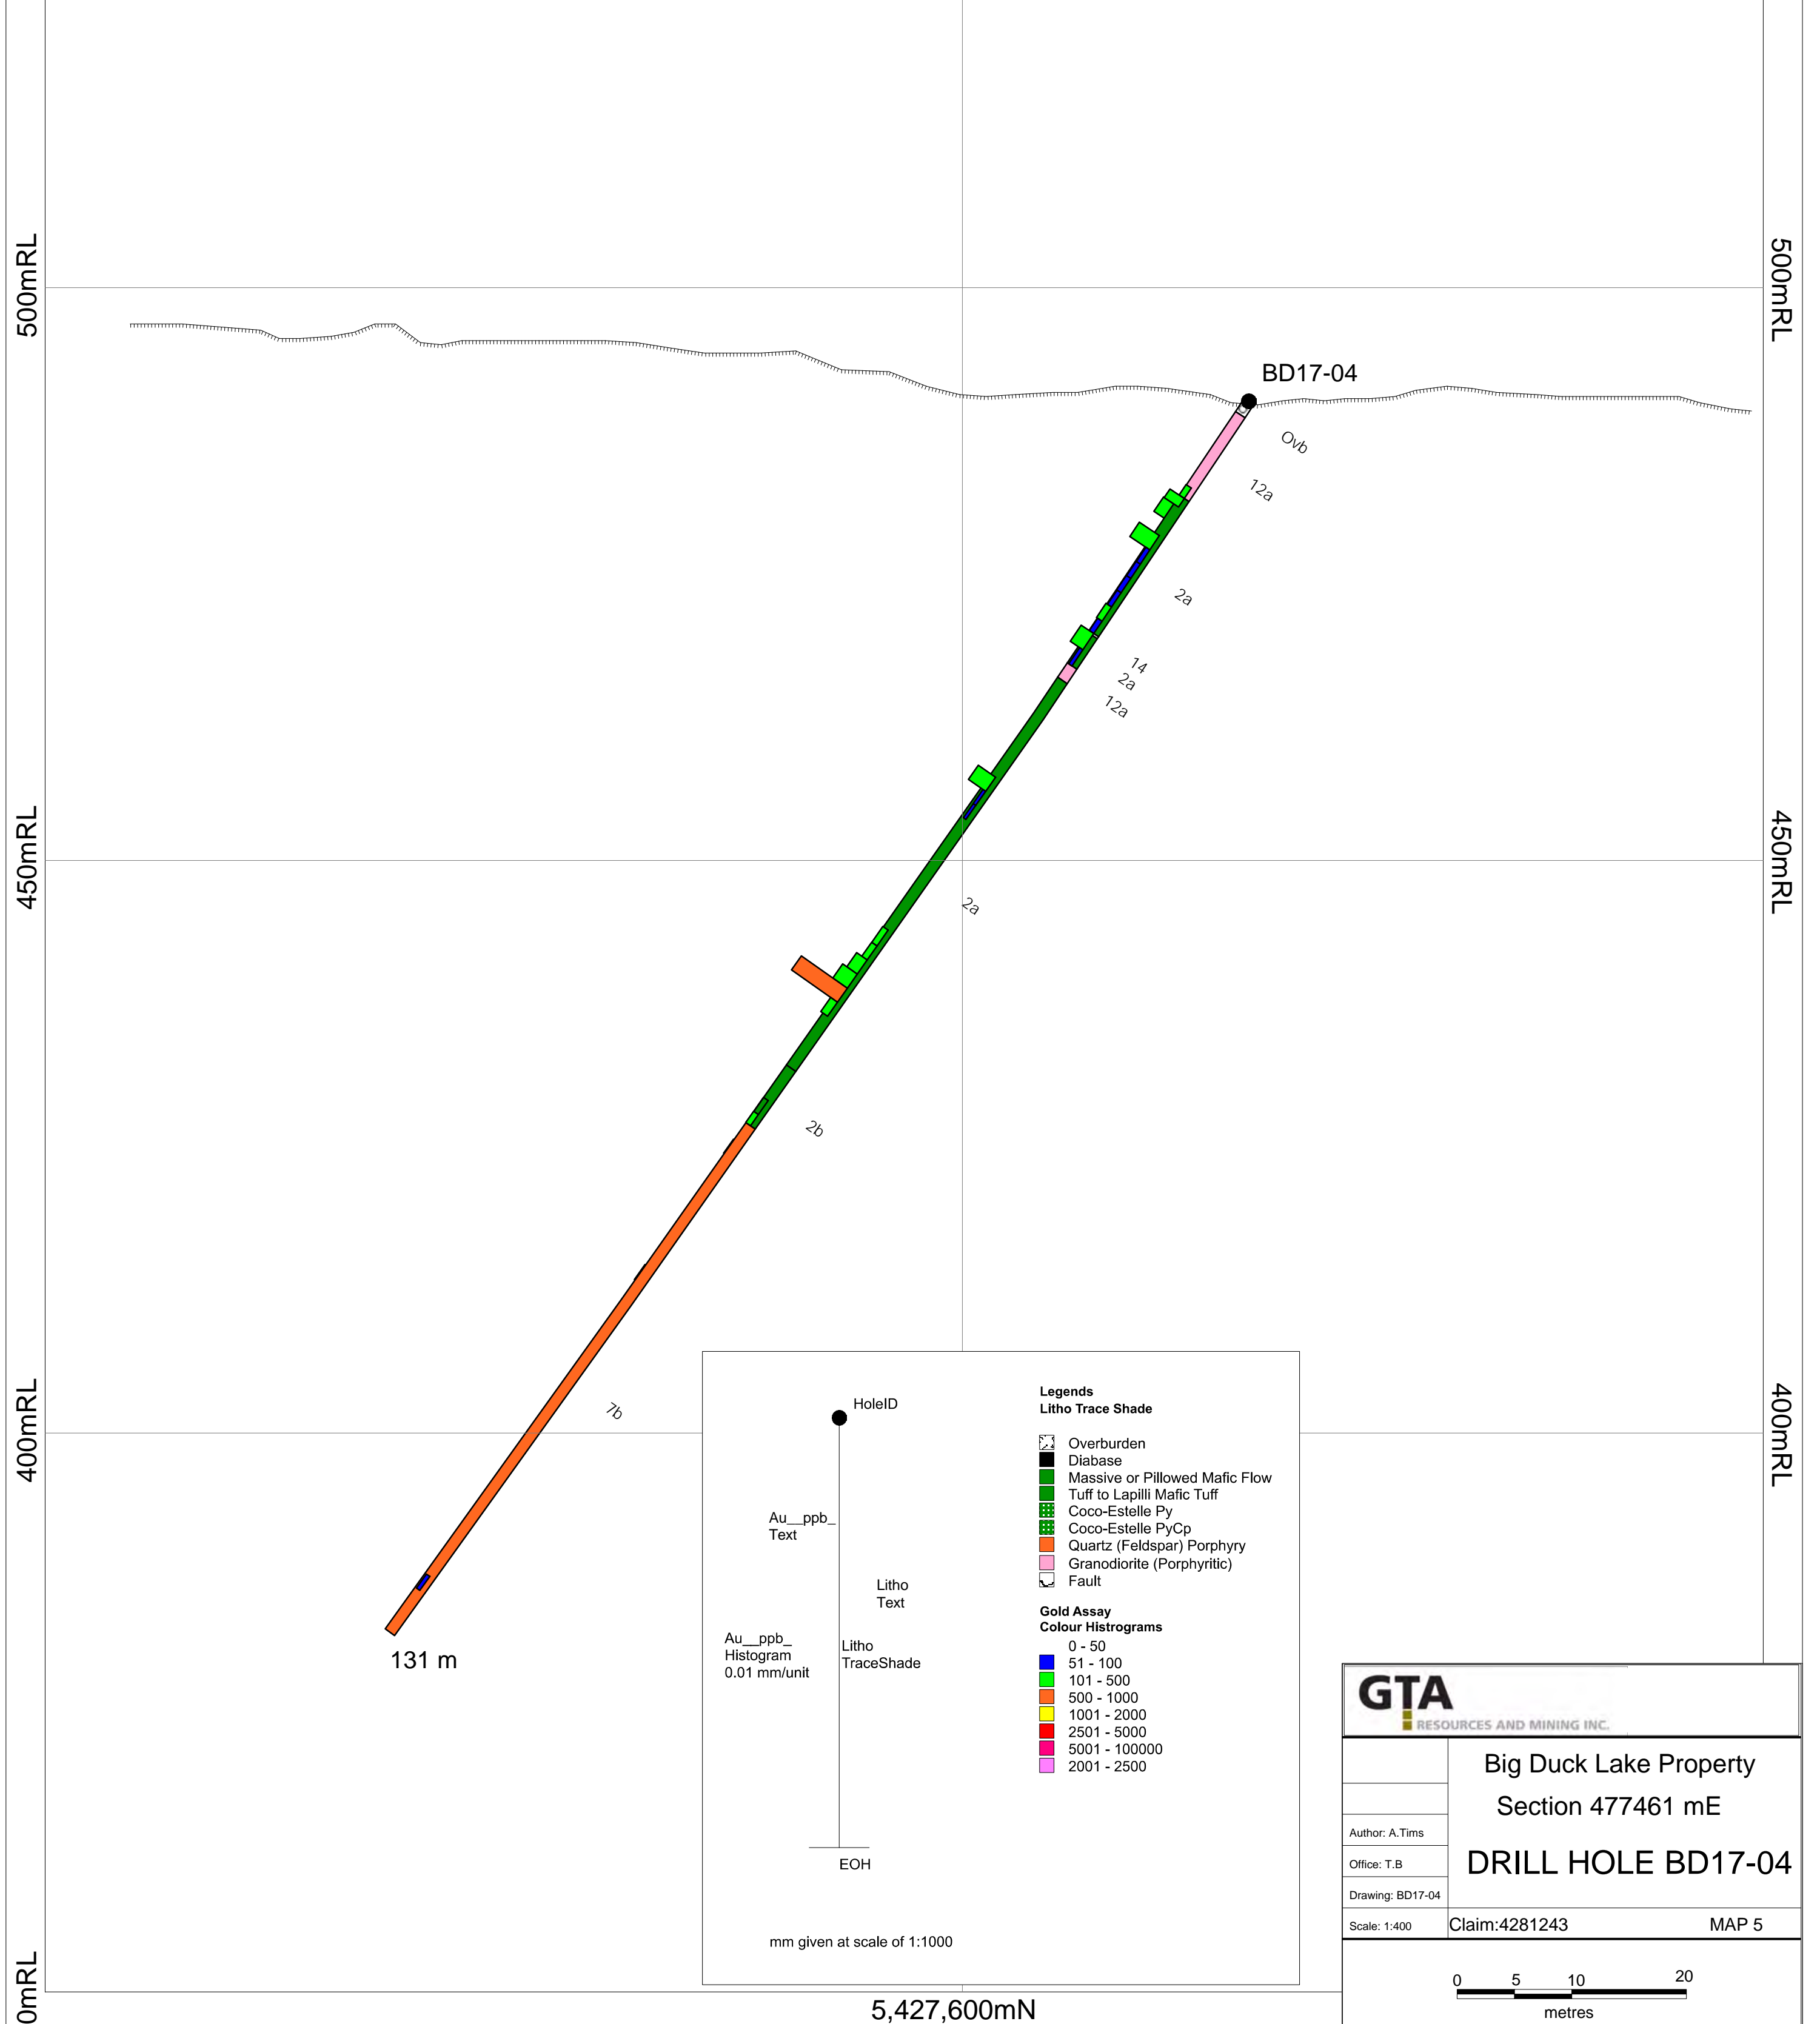 500mRL
500mRL
BD17-04
Ovb
12a
2a
14
2a
12a
450mRL
450mRL
2a
2b
7b
400mRL
400mRL
131 m
HoleID
Au__ppb_
Text
Litho
Text
Au__ppb_
Histogram
0.01 mm/unit
Litho
TraceShade
EOH
mm given at scale of 1:1000
Legends
Litho Trace Shade
Overburden
Diabase
Massive or Pillowed Mafic Flow
Tuff to Lapilli Mafic Tuff
Coco-Estelle Py
Coco-Estelle PyCp
Quartz (Feldspar) Porphyry
Granodiorite (Porphyritic)
Fault
Gold Assay
Colour Histrograms
0 - 50
51 - 100
101 - 500
500 - 1000
1001 - 2000
2501 - 5000
5001 - 100000
2001 - 2500
GTA
RESOURCES AND MINING INC.
Big Duck Lake Property
Section 477461 mE
Author: A.Tims
Office: T.B
DRILL HOLE BD17-04
Drawing: BD17-04
Scale: 1:400
Claim:4281243
MAP 5
0 5 10 20
metres
0mRL
5,427,600mN